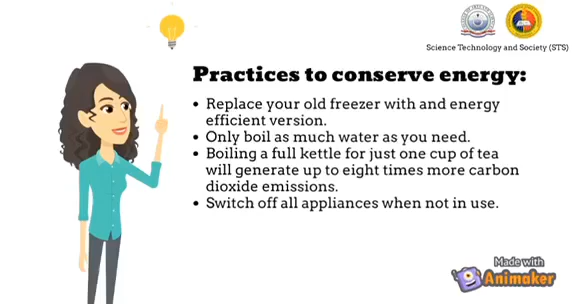 Science Technology and Society (STS)
Practices to conserve energy:
• Replace your old freezer with and energy
efficient version.
• Only boil as much water as you need.
• Boiling a full kettle for just one cup of tea
will generate up to eight times more carbon
dioxide emissions.
• Switch off all appliances when not in use.
Made with
Animaker